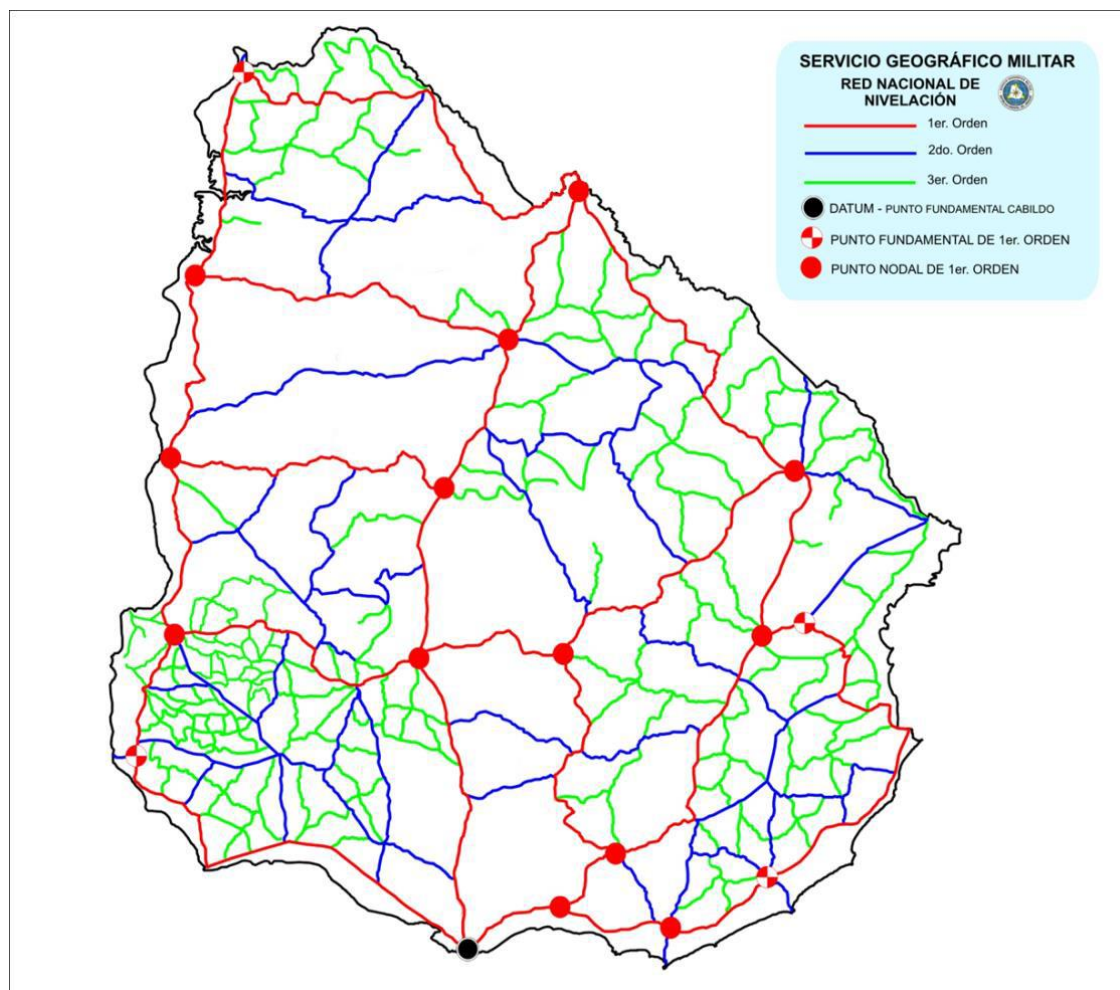 SERVICIO GEOGRÁFICO MILITAR
RED NACIONAL DE
NIVELACIÓN
1er. Orden
2do. Orden
3er. Orden
DATUM - PUNTO FUNDAMENTAL CABILDO
PUNTO FUNDAMENTAL DE 1er. ORDEN
PUNTO NODAL DE 1er. ORDEN